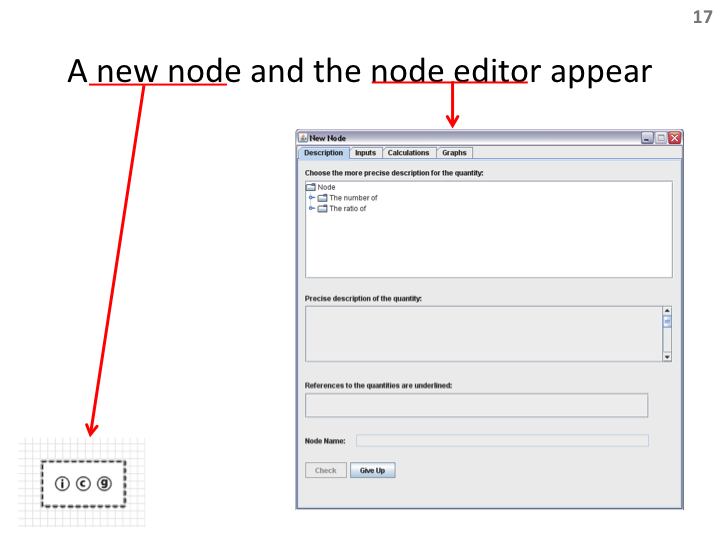 17
A new node and the node editor appear
New Node
Description Inputs Calculations Graphs
Choose the more precise description for the quantity:
Node
The number of
The ratio of
Precise description of the quantity:
References to the quantities are underlined:
Node Name:
Check Give Up
i c g